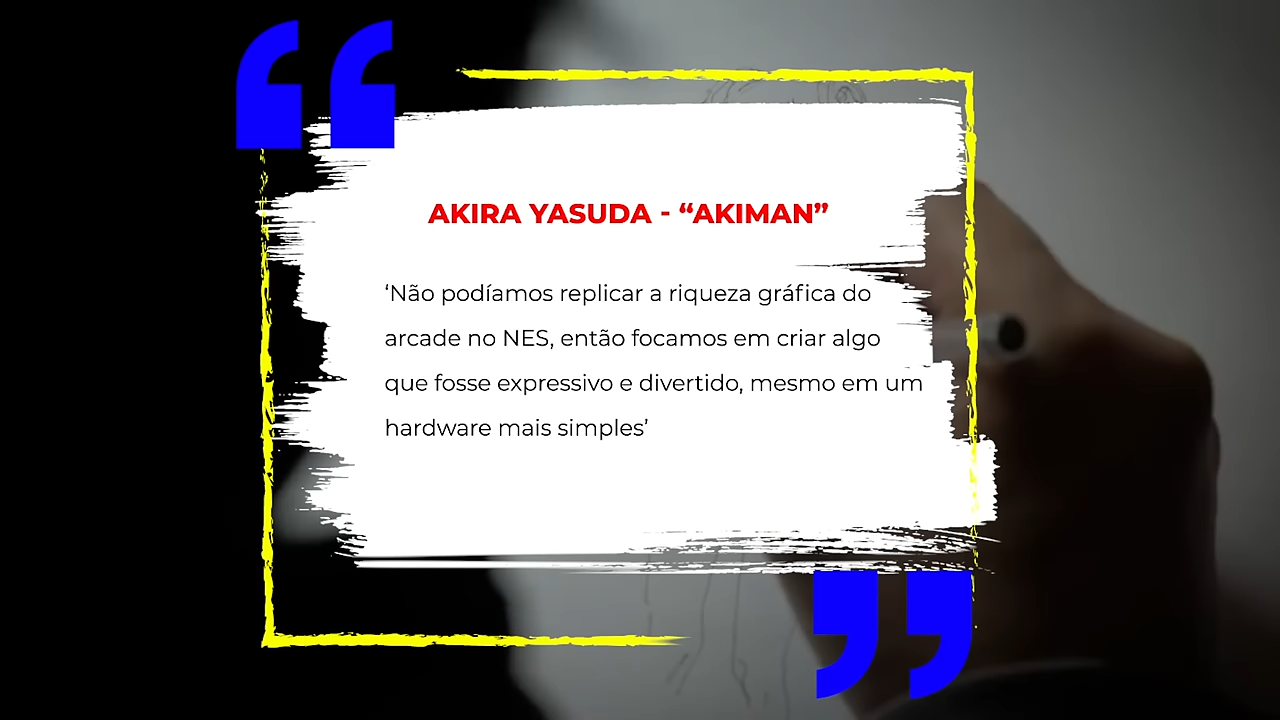 AKIRA YASUDA - “AKIMAN”
‘Não podíamos replicar a riqueza gráfica do
arcade no NES, então focamos em criar algo
que fosse expressivo e divertido, mesmo em um
hardware mais simples’